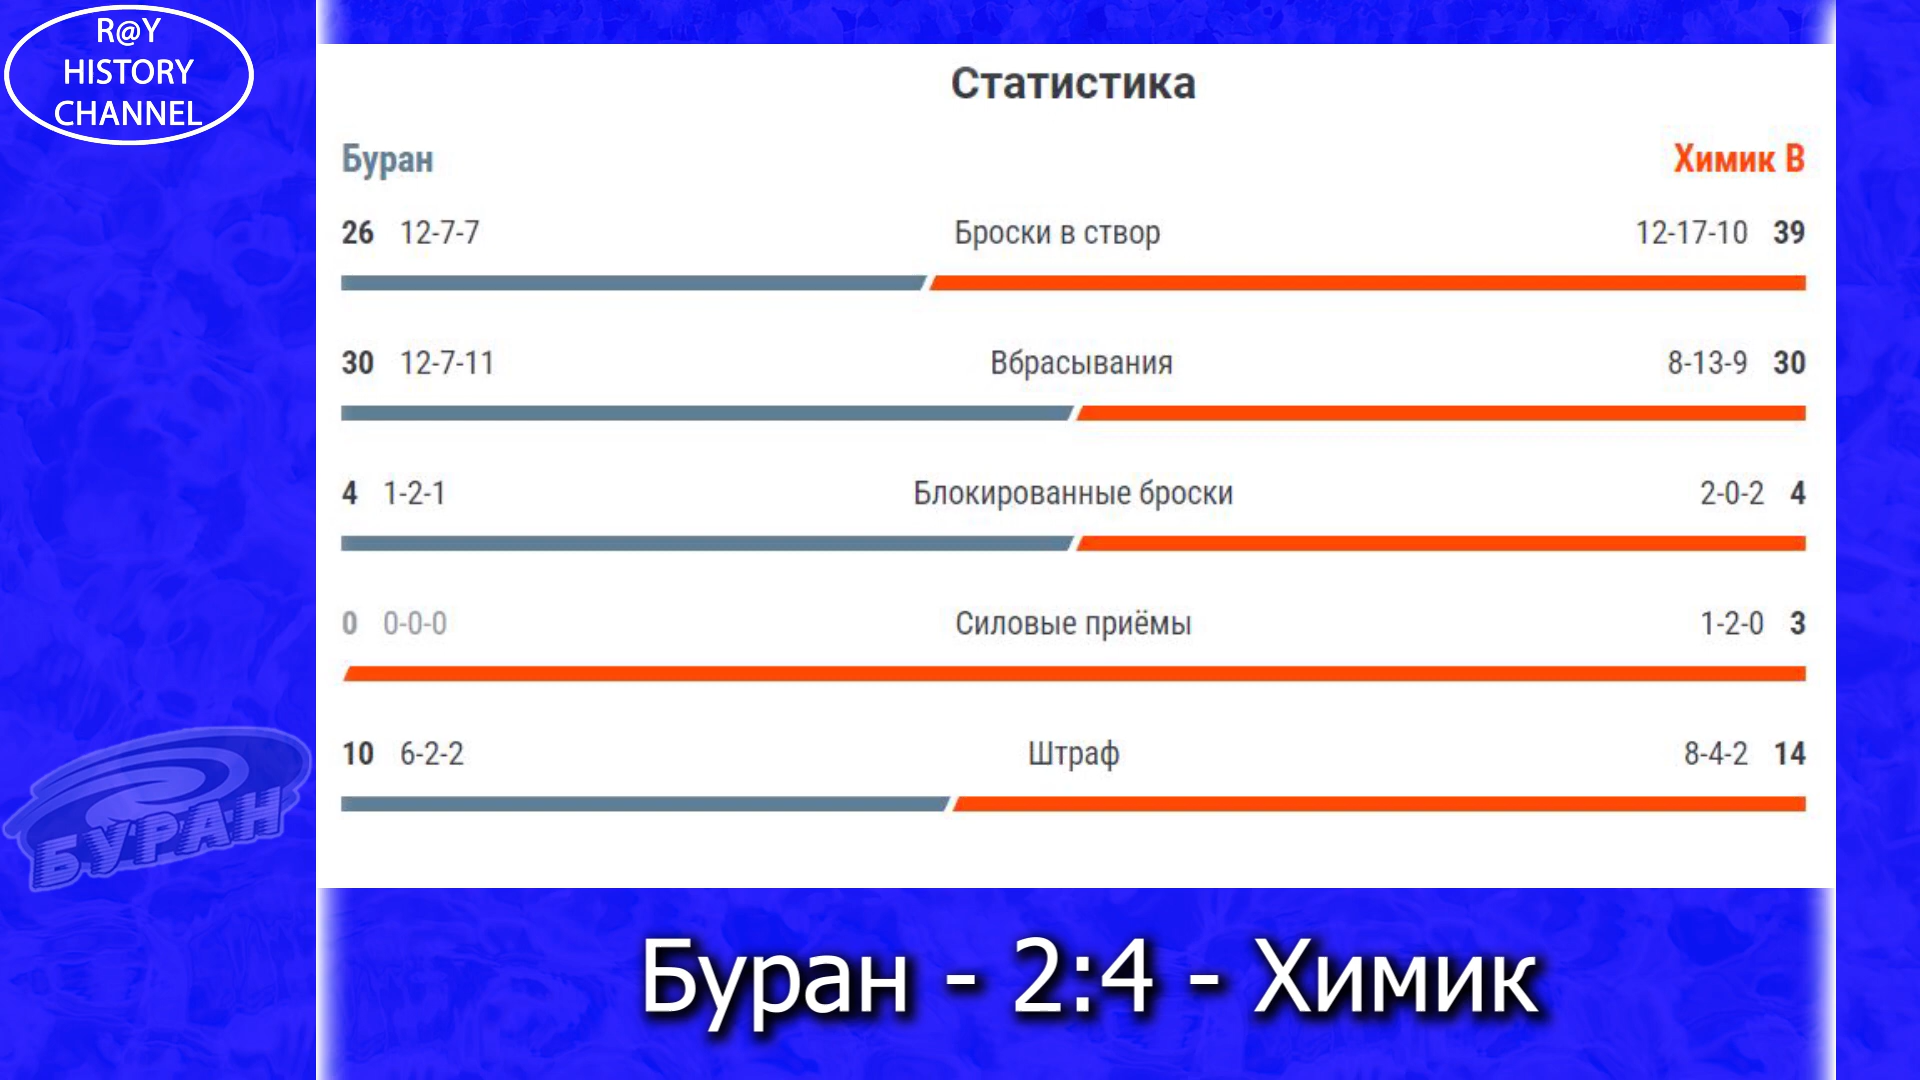 R@Y
HISTORY
CHANNEL
Статистика
Буран Химик В
26 12-7-7 Броски в створ 12-17-10 39
30 12-7-11 Вбрасывания 8-13-9 30
4 1-2-1 Блокированные броски 2-0-2 4
0 0-0-0 Силовые приёмы 1-2-0 3
10 6-2-2 Штраф 8-4-2 14
БУРАН
Буран - 2:4 - Химик